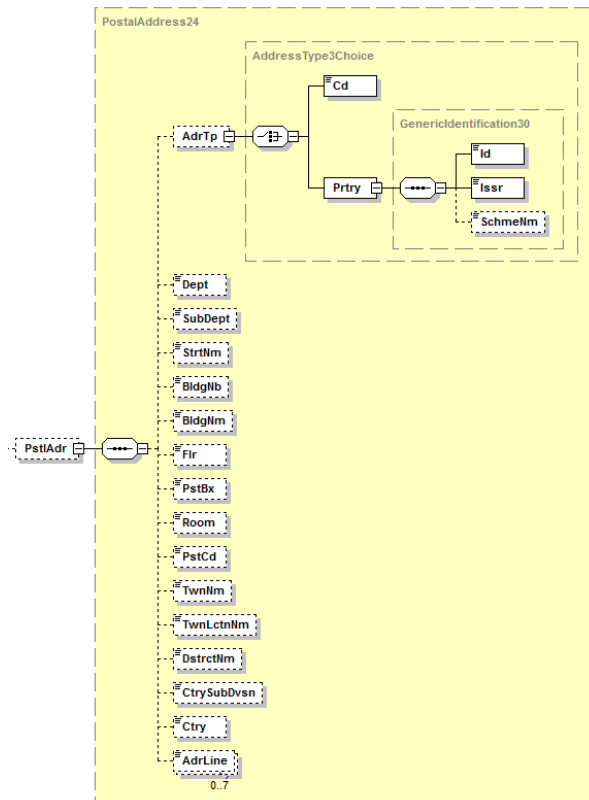 PostalAddress24
AddressType3Choice
Cd
GenericIdentification30
AdrTp
Id
Prtry
Issr
SchmeNm
Dept
SubDept
StrtNm
BldgNb
BldgNm
PstlAdr
Flr
PstBx
Room
PstCd
TwnNm
TwnLctnNm
DstrctNm
CtrySubDvsn
Ctry
AdrLine
0..7